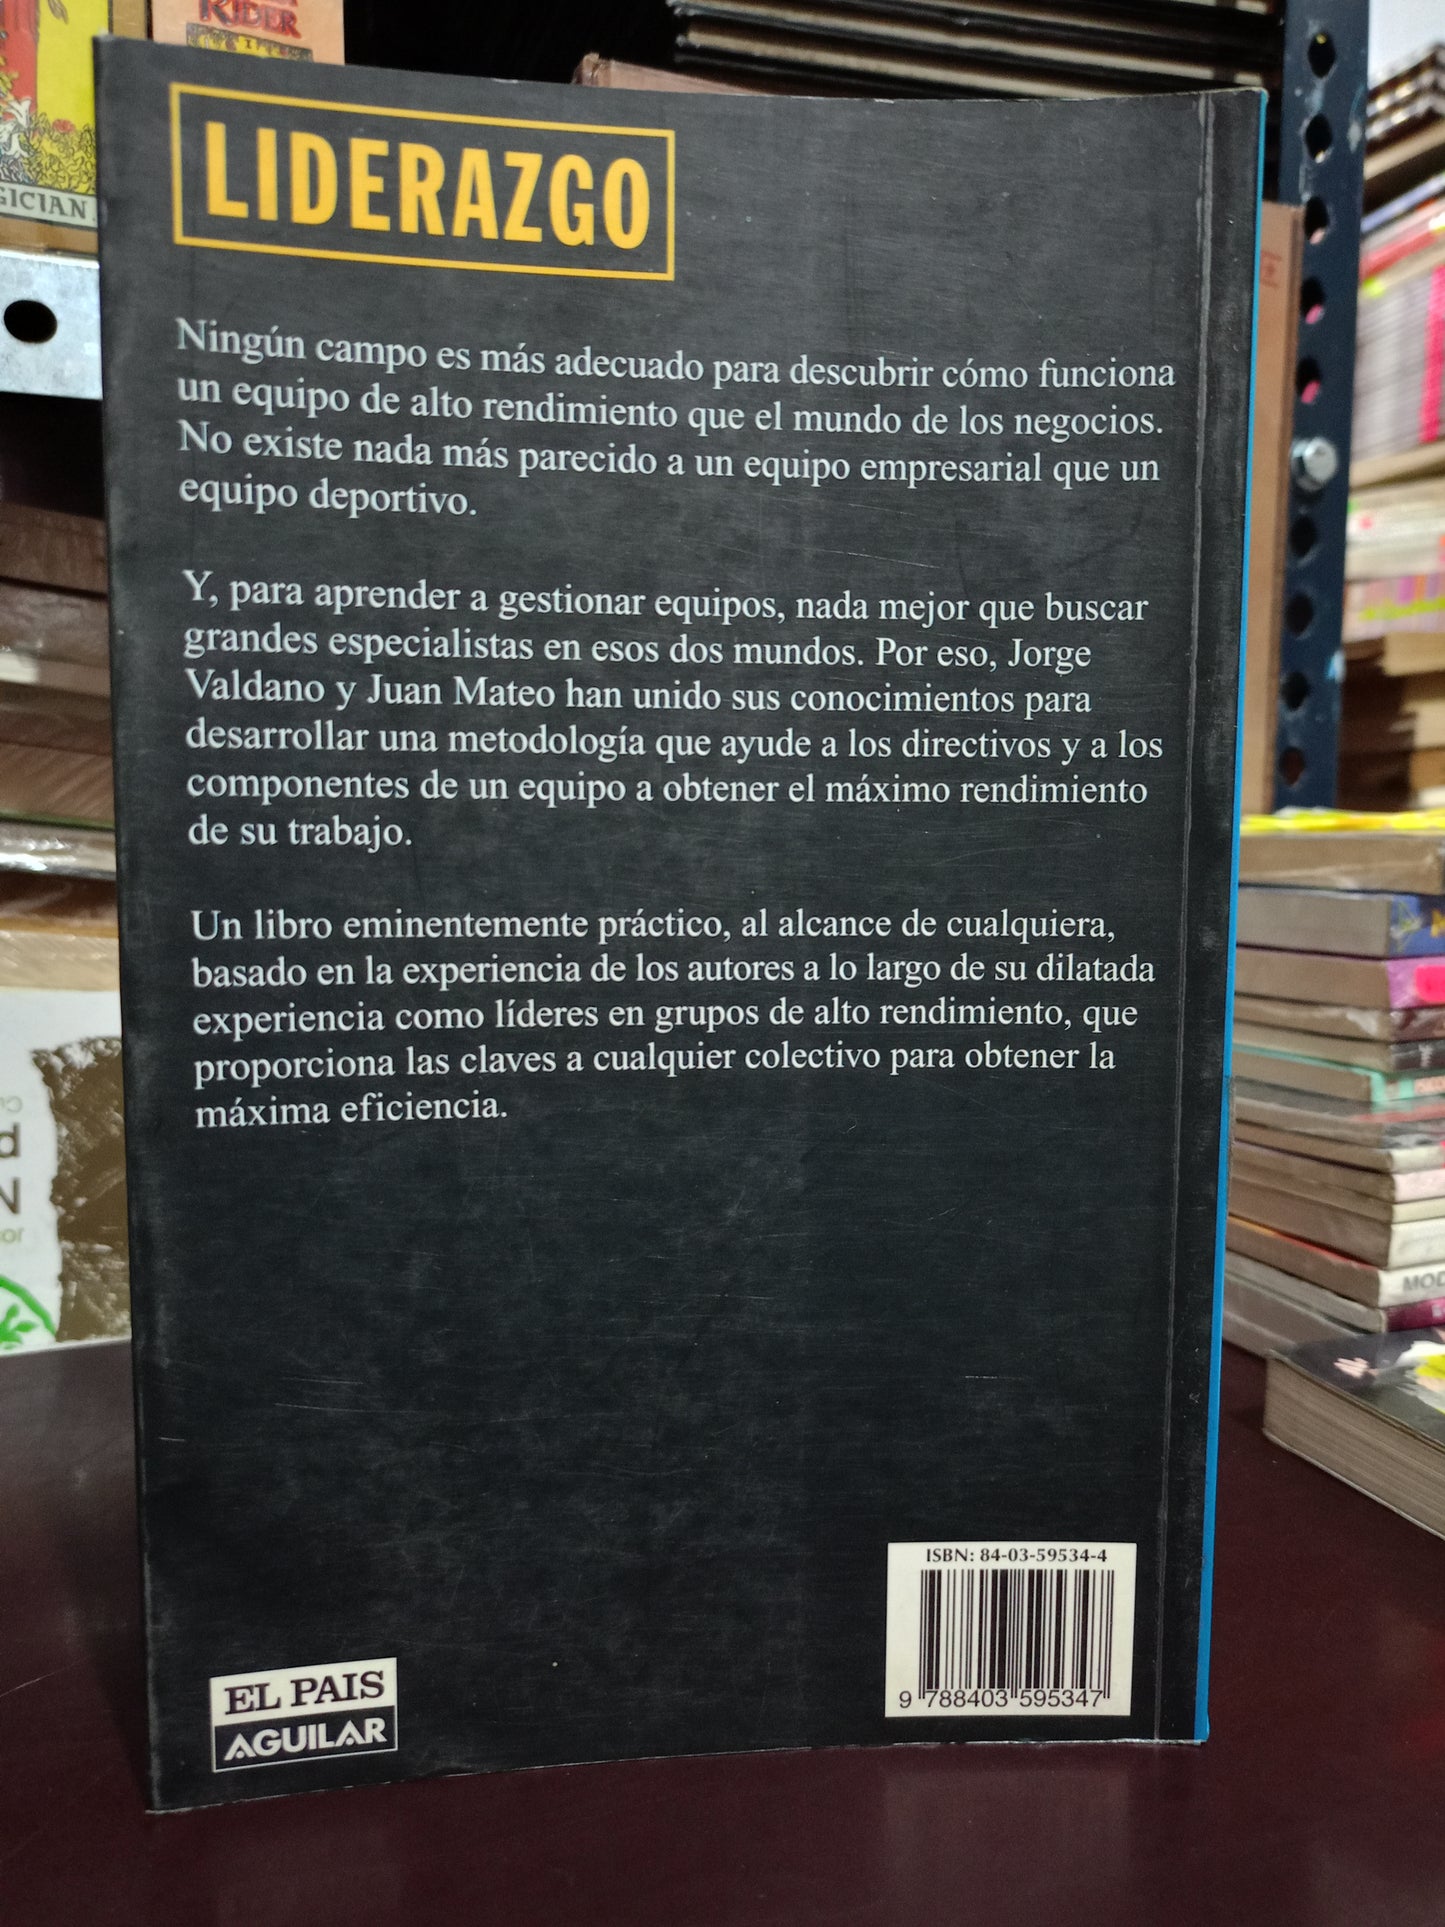 RIDER
GICIAN.
LIDERAZGO
Ningún campo es más adecuado para descubrir cómo funciona
un equipo de alto rendimiento que el mundo de los negocios.
No existe nada más parecido a un equipo empresarial que un
equipo deportivo.
Y, para aprender a gestionar equipos, nada mejor que buscar
grandes especialistas en esos dos mundos. Por eso, Jorge
Valdano y Juan Mateo han unido sus conocimientos para
desarrollar una metodología que ayude a los directivos y a los
componentes de un equipo a obtener el máximo rendimiento
de su trabajo.
Un libro eminentemente práctico, al alcance de cualquiera,
basado en la experiencia de los autores a lo largo de su dilatada
experiencia como líderes en grupos de alto rendimiento, que
proporciona las claves a cualquier colectivo para obtener la
máxima eficiencia.
ISBN: 84-03-59534-4
9 788403 595347
EL PAIS
AGUILAR
MOD